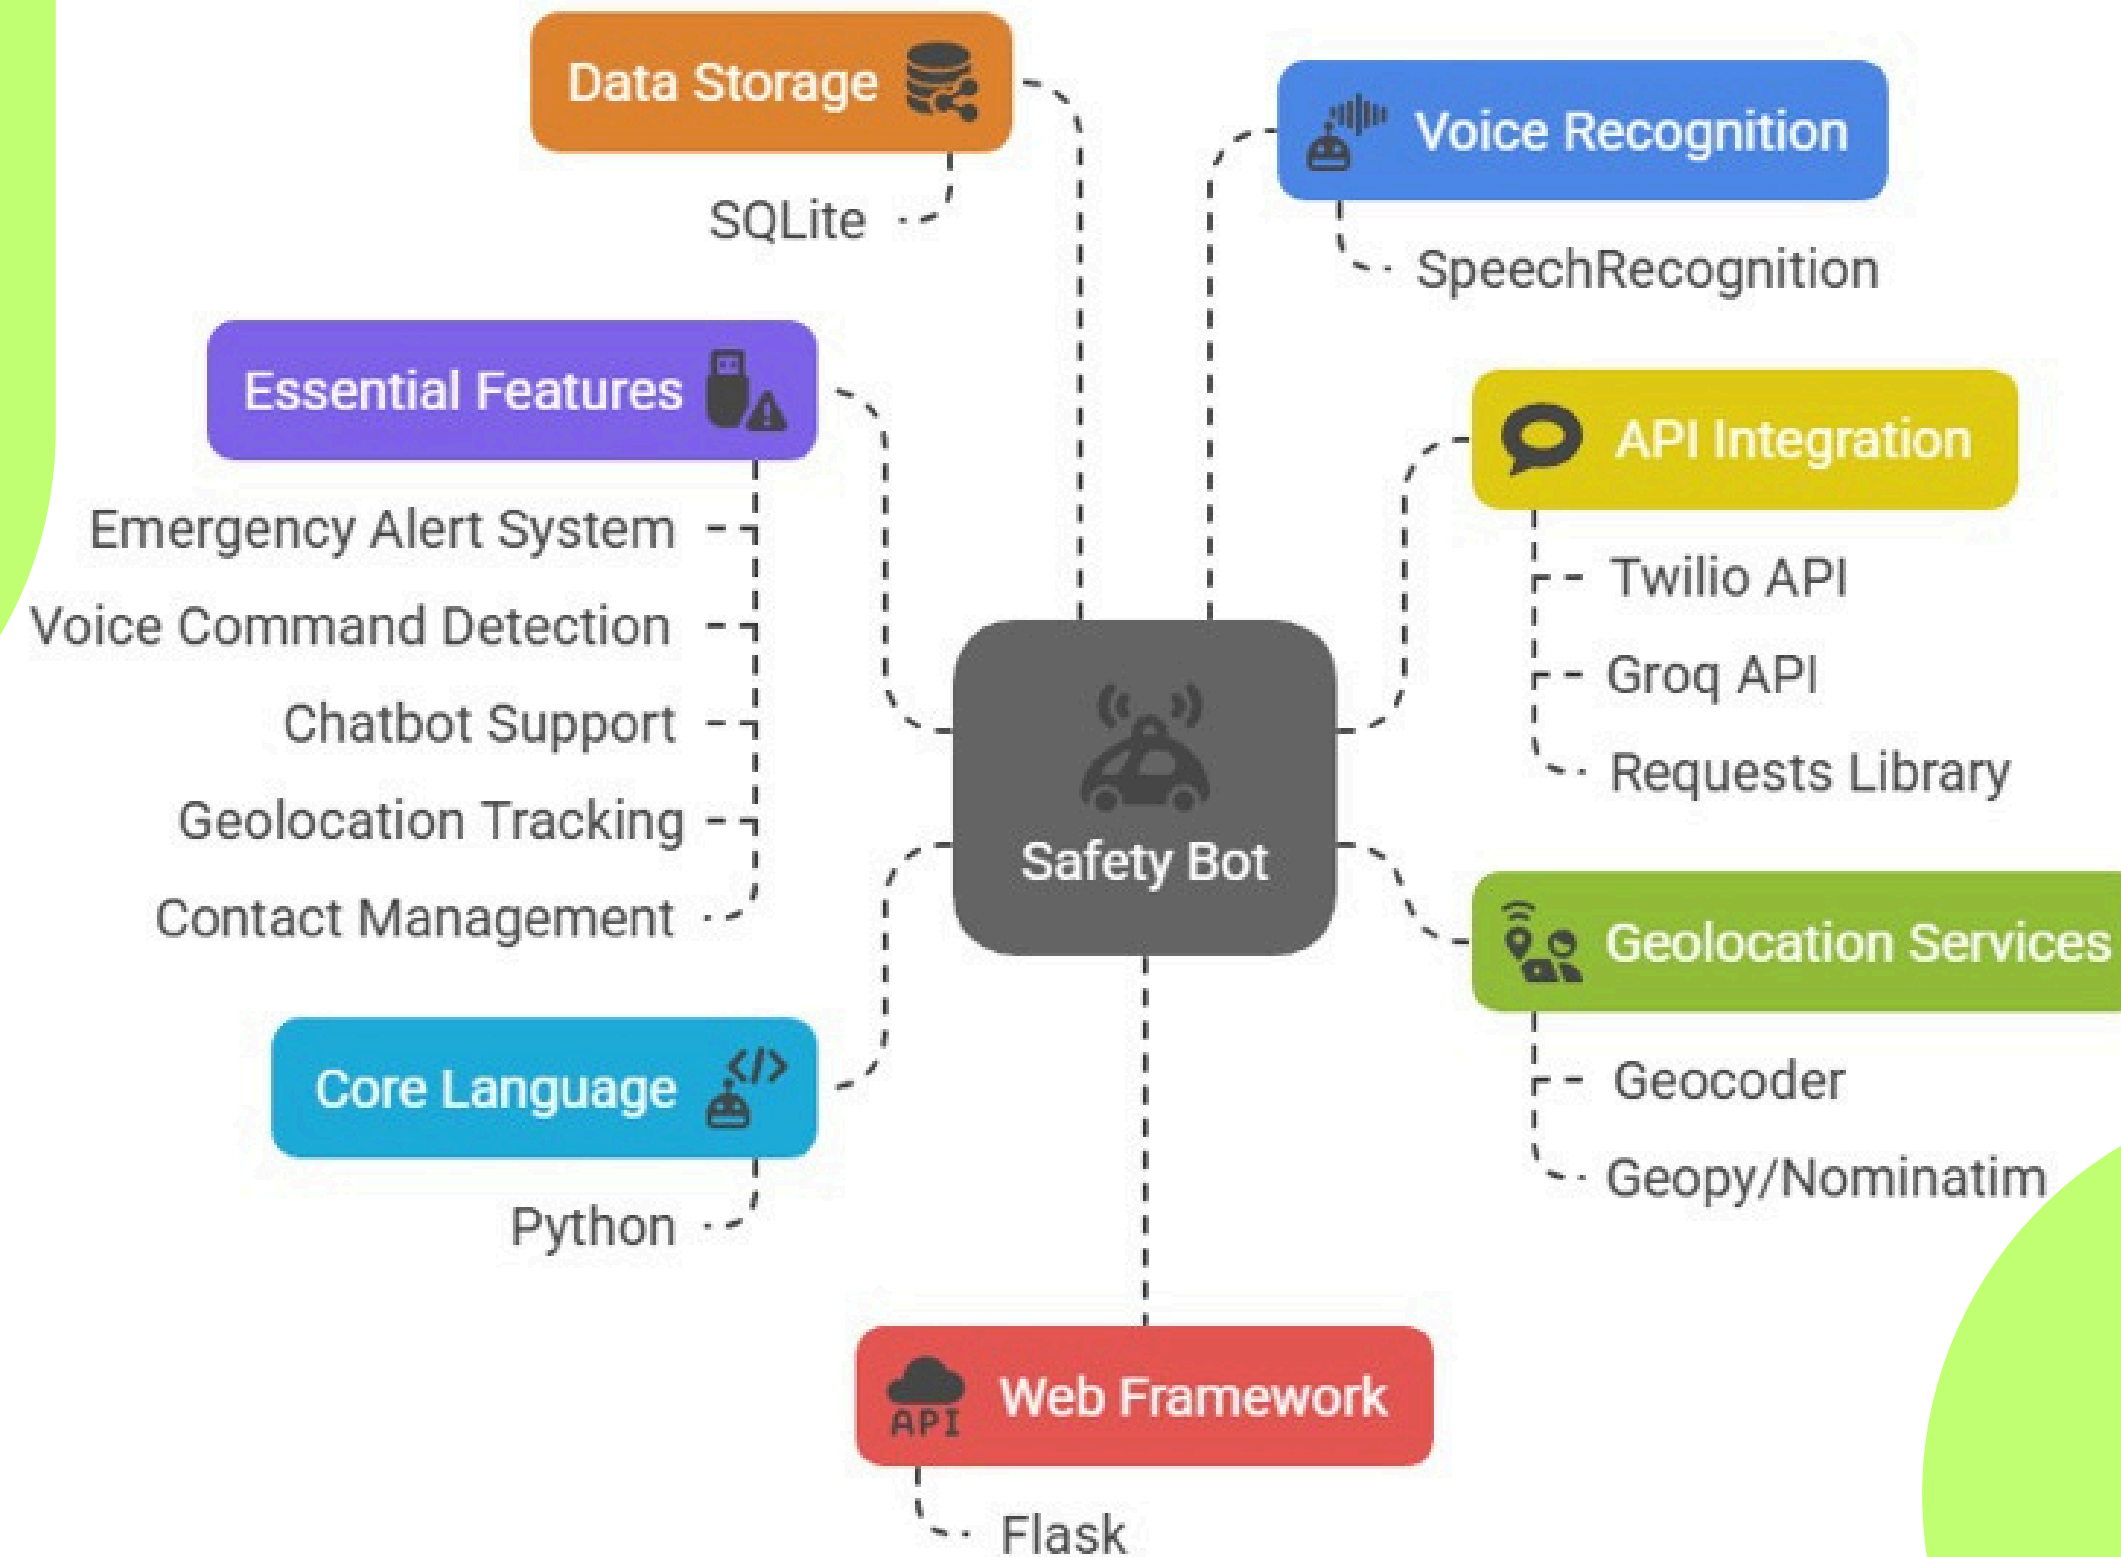 Data Storage
SQLite
Voice Recognition
SpeechRecognition
Essential Features
Emergency Alert System
Voice Command Detection
Chatbot Support
Geolocation Tracking
Contact Management
API Integration
Twilio API
Groq API
Requests Library
Safety Bot
Geolocation Services
Geocoder
Geopy/Nominatim
Core Language
</>
Python
Web Framework
API
Flask